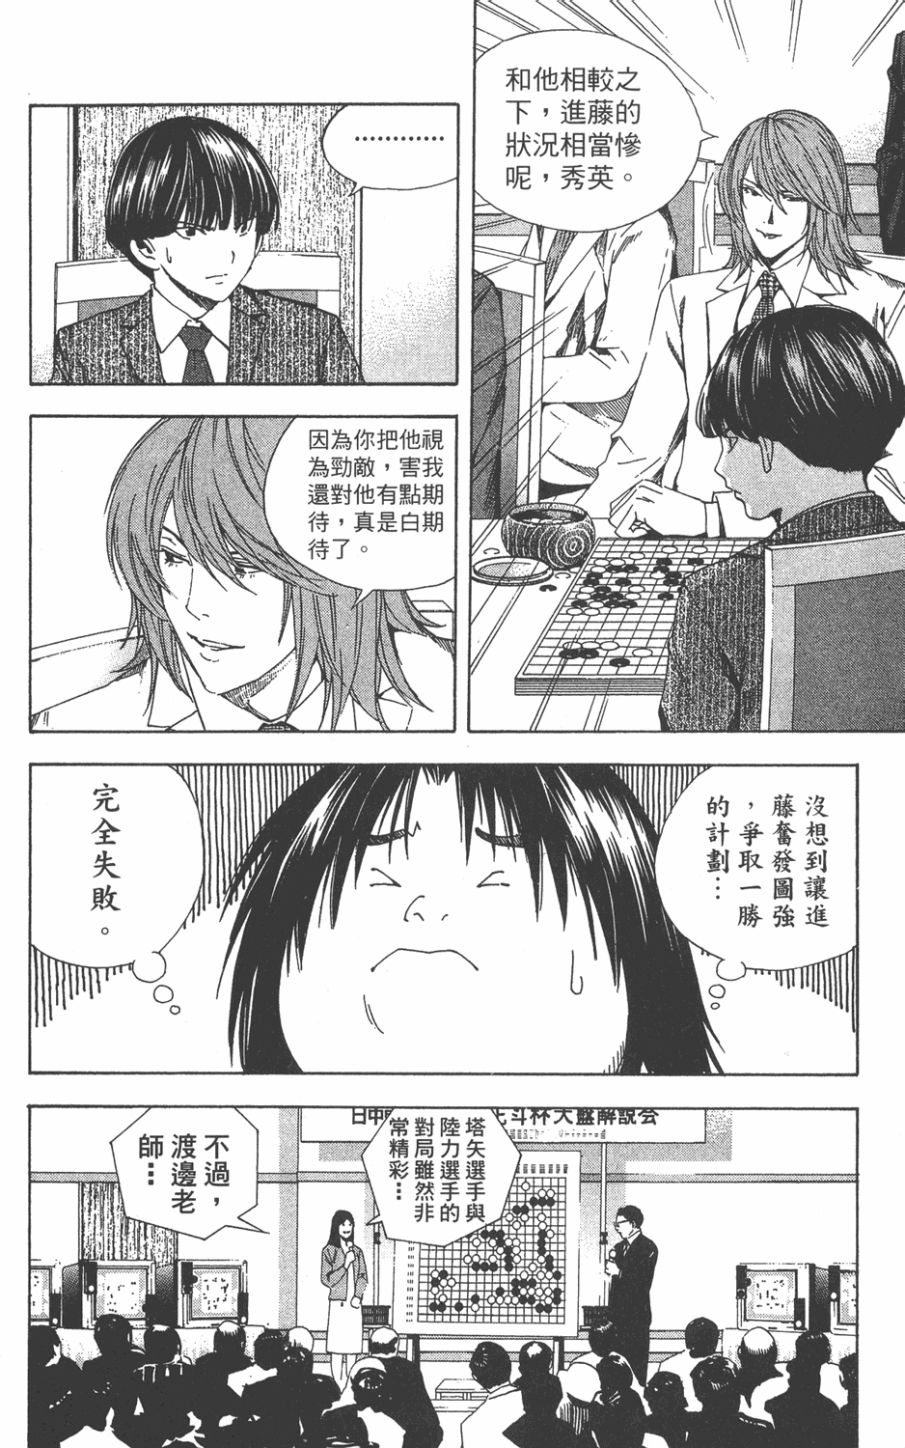 和他相較之
下，進藤的
狀況相當慘
呢，秀英。
………………
因為你把他視
為勁敵，害我
還對他有點期
待，真是白期
待了。
沒想到讓進
藤奮發圖強
，爭取一勝
的計劃…
完全失敗。
斗杯大盤解說会
塔矢選手與
陸力選手的
對局雖然非
常精彩…
不過，
渡邊老
師…